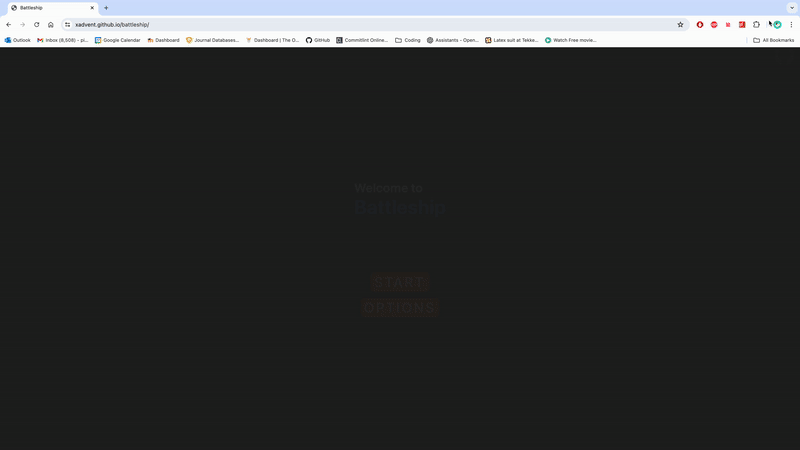 Battleship
xadvent.github.io/battleship/
Outlook
Inbox (8,508) – pi...
Google Calendar
Dashboard
Journal Databases...
Dashboard | The O...
GitHub
Commitlint Online...
Coding
Assistants - Open...
Latex suit at Tekke...
Watch Free movie...
All Bookmarks
Welcome to
Battleship
START
OPTIONS